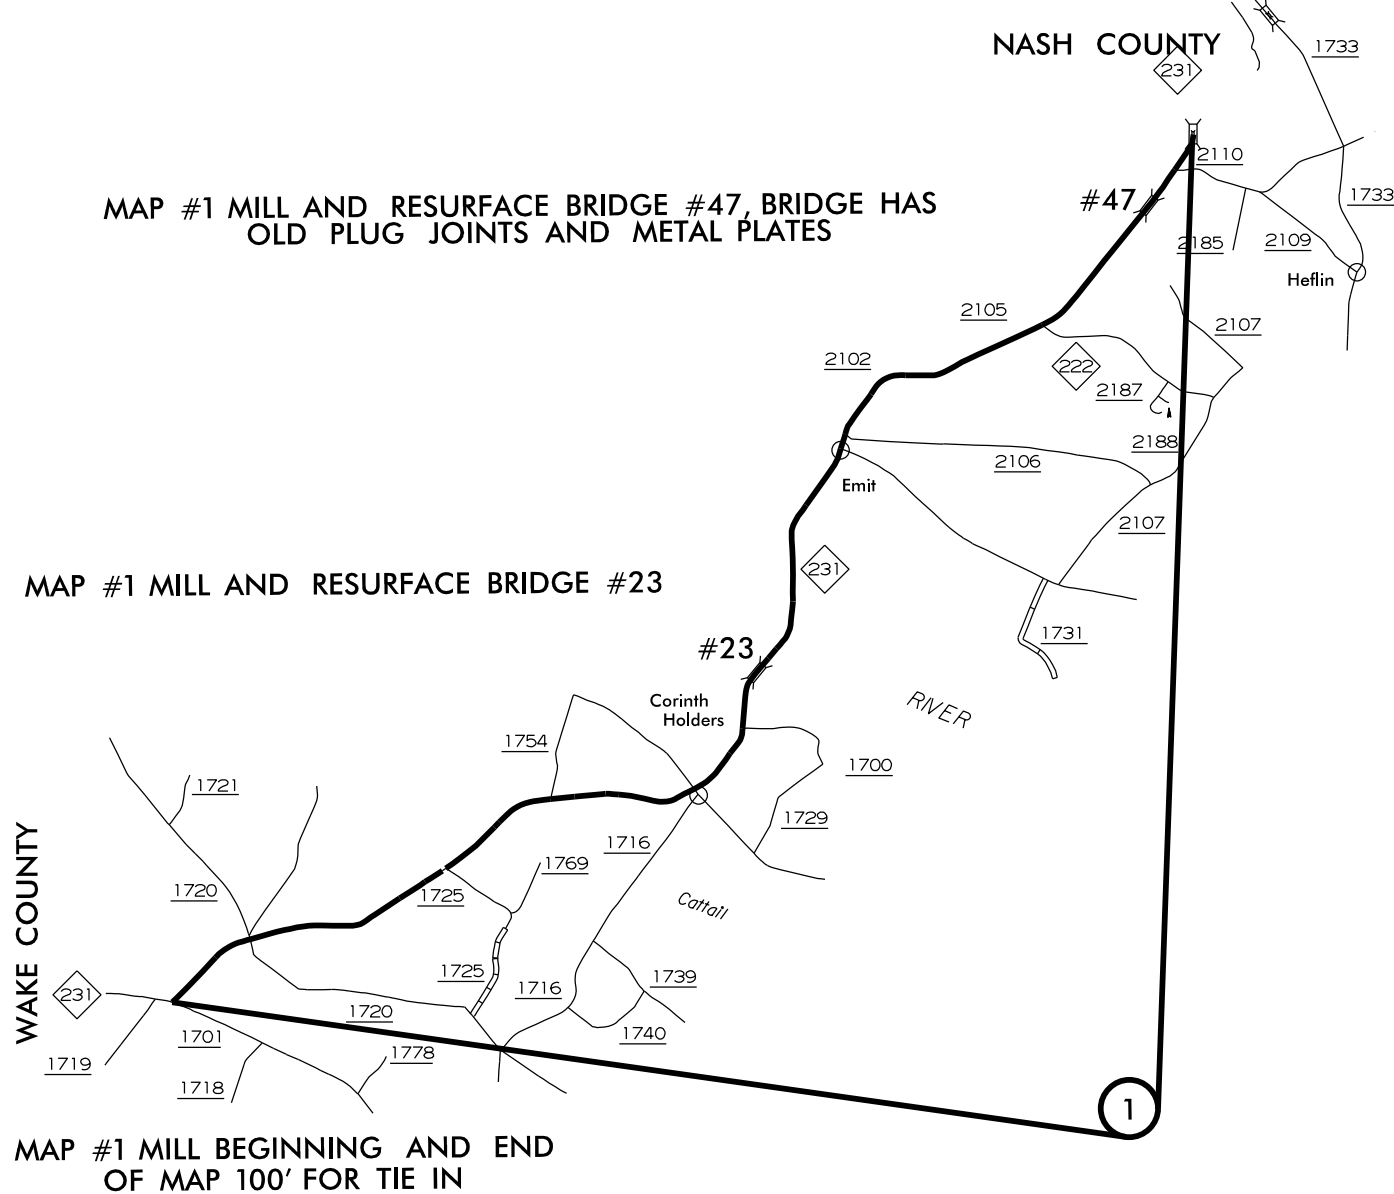 NASH COUNTY
1733
231
2110
#47
1733
MAP #1 MILL AND RESURFACE BRIDGE #47, BRIDGE HAS
OLD PLUG JOINTS AND METAL PLATES
2185
2109
Heflin
2105
2107
2102
222
2187
2188
2106
Emit
2107
231
MAP #1 MILL AND RESURFACE BRIDGE #23
1731
#23
Corinth
Holders
RIVER
1754
1700
1721
1729
1716
1769
1720
1725
Cattail
WAKE COUNTY
1725
1739
231
1716
1720
1740
1701
1778
1719
1718
1
MAP #1 MILL BEGINNING AND END
OF MAP 100' FOR TIE IN